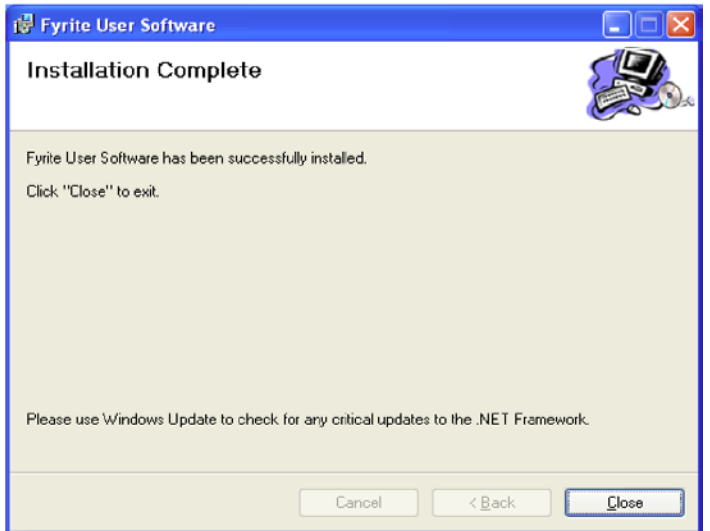 Fyrite User Software
Installation Complete
Fyrite User Software has been successfully installed.
Click "Close" to exit.
Please use Windows Update to check for any critical updates to the .NET Framework.
Cancel
< Back
Close